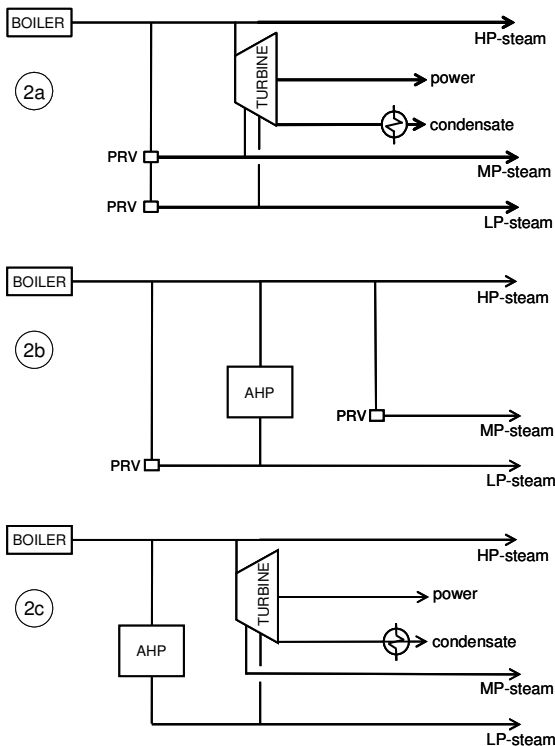 BOILER
HP-steam
2a
TURBINE
power
condensate
PRV
MP-steam
PRV
LP-steam
BOILER
HP-steam
2b
AHP
PRV
MP-steam
PRV
LP-steam
BOILER
HP-steam
2c
TURBINE
power
condensate
AHP
MP-steam
LP-steam